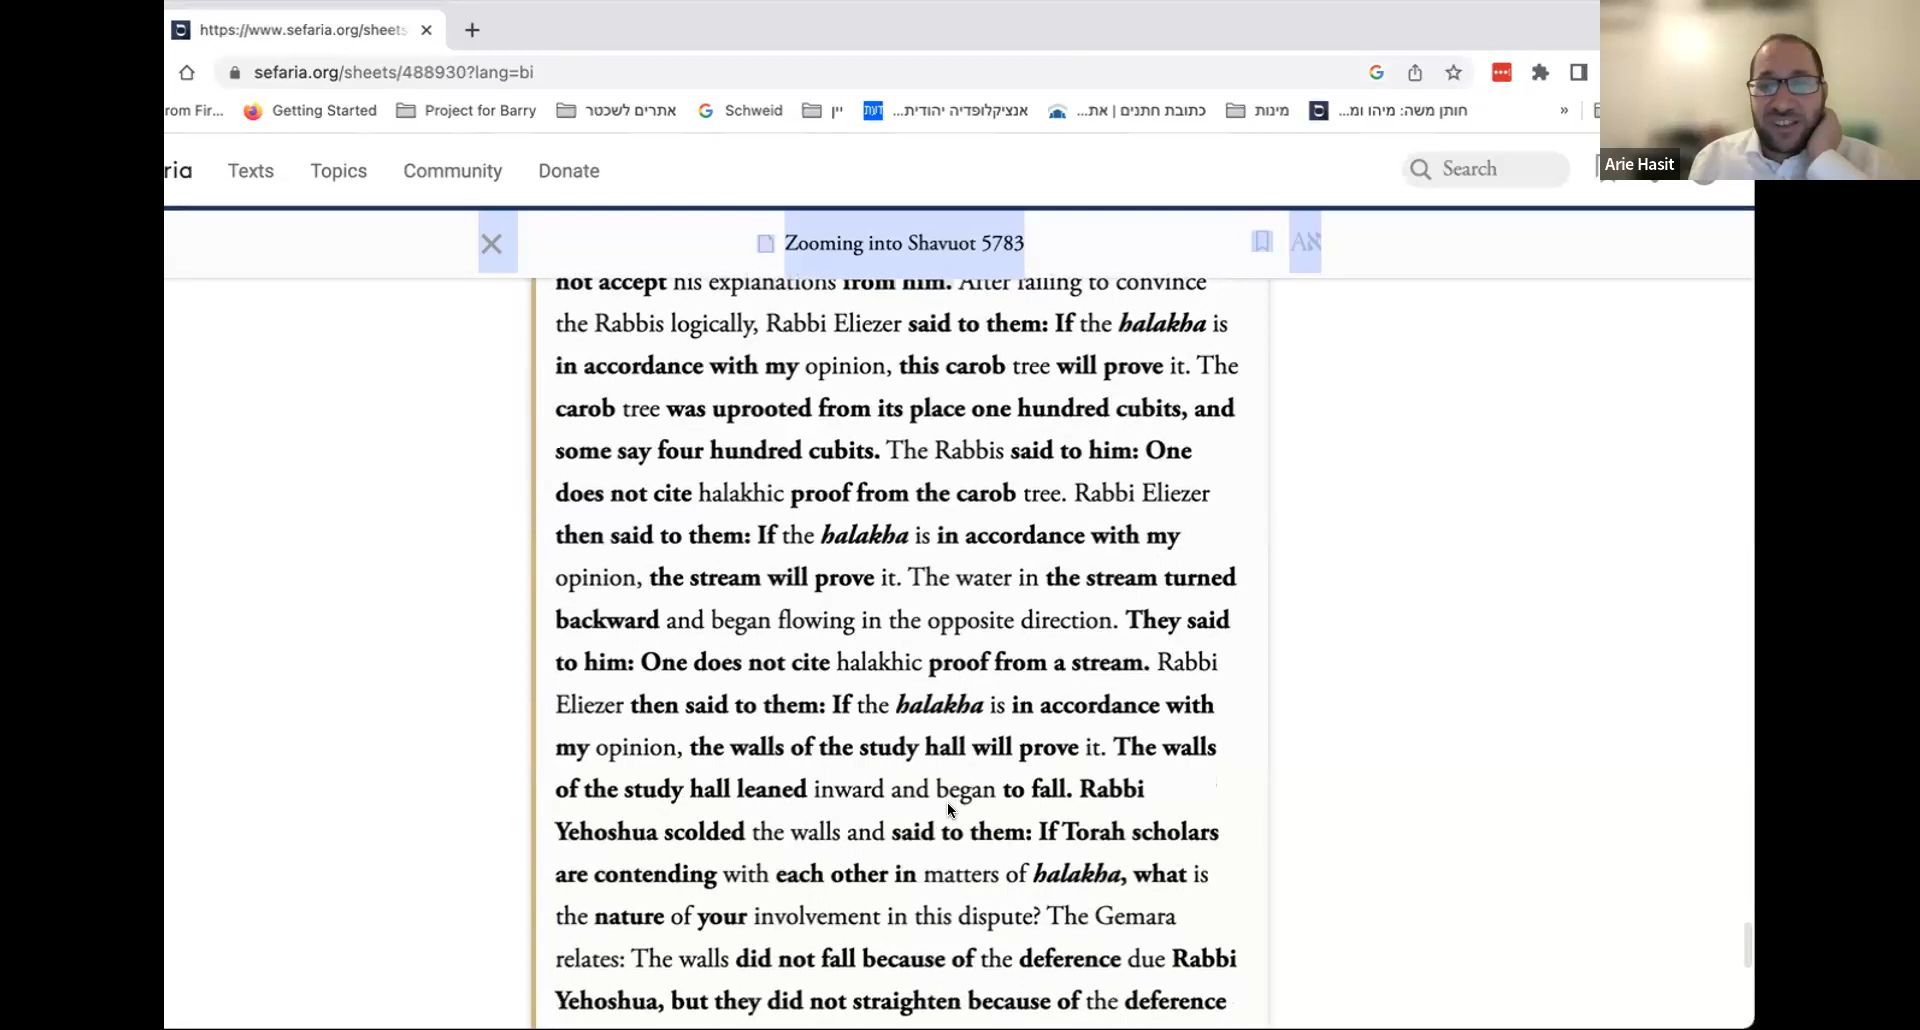 https://www.sefaria.org/sheets
sefaria.org/sheets/488930?lang=bi
rom Fir...
Getting Started
Project for Barry
אתרים לשכטר
Schweid
יין
דעת
אנציקלופדיה יהודית...
כתובת חתנים | את...
מינות
חותן משה: מיהו ומ...
»
Arie Hasit
ria
Texts
Topics
Community
Donate
Search
Zooming into Shavuot 5783
Aא
not accept his explanations from him. After failing to convince
the Rabbis logically, Rabbi Eliezer said to them: If the halakha is
in accordance with my opinion, this carob tree will prove it. The
carob tree was uprooted from its place one hundred cubits, and
some say four hundred cubits. The Rabbis said to him: One
does not cite halakhic proof from the carob tree. Rabbi Eliezer
then said to them: If the halakha is in accordance with my
opinion, the stream will prove it. The water in the stream turned
backward and began flowing in the opposite direction. They said
to him: One does not cite halakhic proof from a stream. Rabbi
Eliezer then said to them: If the halakha is in accordance with
my opinion, the walls of the study hall will prove it. The walls
of the study hall leaned inward and began to fall. Rabbi
Yehoshua scolded the walls and said to them: If Torah scholars
are contending with each other in matters of halakha, what is
the nature of your involvement in this dispute? The Gemara
relates: The walls did not fall because of the deference due Rabbi
Yehoshua, but they did not straighten because of the deference